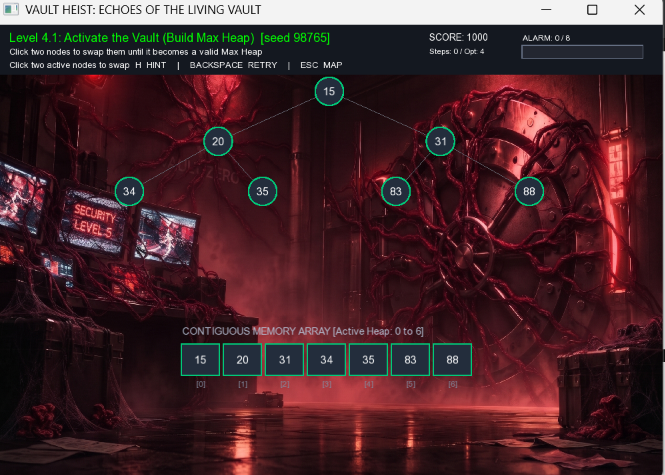 VAULT HEIST: ECHOES OF THE LIVING VAULT
Level 4.1: Activate the Vault (Build Max Heap) [seed 98765]
SCORE: 1000
ALARM: 0 / 8
Click two nodes to swap them until it becomes a valid Max Heap
Steps: 0 / Opt: 4
Click two active nodes to swap H HINT | BACKSPACE RETRY | ESC MAP
15
20
31
34
35
83
88
SECURITY
LEVEL-5
CONTIGUOUS MEMORY ARRAY [Active Heap: 0 to 6]
15 20 31 34 35 83 88
[0] [1] [2] [3] [4] [5] [6]